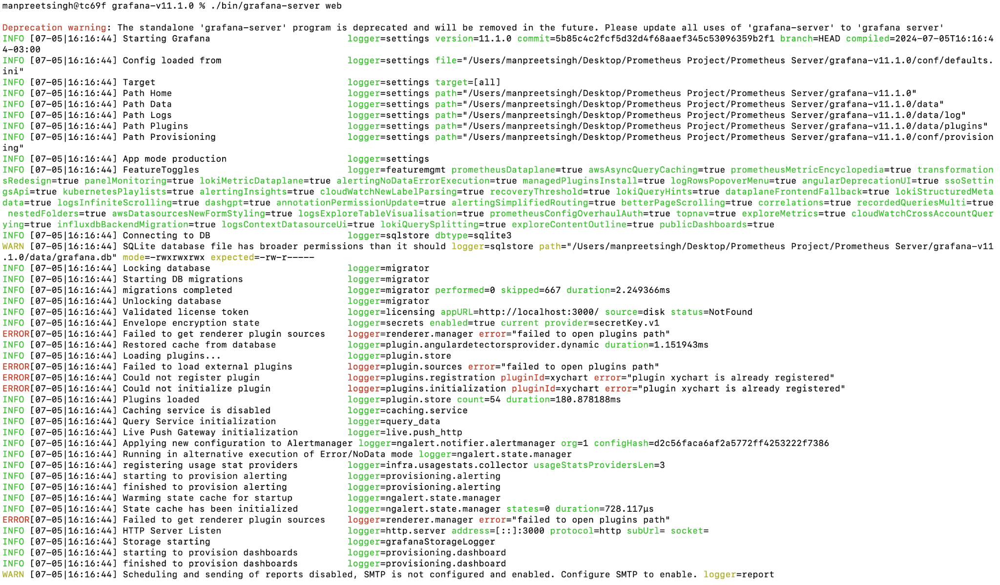 manpreetsingh@tc69f grafana-v11.1.0 % ./bin/grafana-server web
Deprecation warning: The standalone 'grafana-server' program is deprecated and will be removed in the future. Please update all uses of 'grafana-server' to 'grafana server'
INFO [07-05|16:16:44] Starting Grafana logger=settings version=11.1.0 commit=5b85c4c2fcf5d32d4f68aaef345c53096359b2f1 branch=HEAD compiled=2024-07-05T16:16:4
4-03:00
INFO [07-05|16:16:44] Config loaded from logger=settings file="/Users/manpreetsingh/Desktop/Prometheus Project/Prometheus Server/grafana-v11.1.0/conf/defaults.
ini"
INFO [07-05|16:16:44] Target logger=settings target=[all]
INFO [07-05|16:16:44] Path Home logger=settings path="/Users/manpreetsingh/Desktop/Prometheus Project/Prometheus Server/grafana-v11.1.0"
INFO [07-05|16:16:44] Path Data logger=settings path="/Users/manpreetsingh/Desktop/Prometheus Project/Prometheus Server/grafana-v11.1.0/data"
INFO [07-05|16:16:44] Path Logs logger=settings path="/Users/manpreetsingh/Desktop/Prometheus Project/Prometheus Server/grafana-v11.1.0/data/log"
INFO [07-05|16:16:44] Path Plugins logger=settings path="/Users/manpreetsingh/Desktop/Prometheus Project/Prometheus Server/grafana-v11.1.0/data/plugins"
INFO [07-05|16:16:44] Path Provisioning logger=settings path="/Users/manpreetsingh/Desktop/Prometheus Project/Prometheus Server/grafana-v11.1.0/conf/provision
ing"
INFO [07-05|16:16:44] App mode production logger=settings
INFO [07-05|16:16:44] FeatureToggles logger=featuremgmt prometheusDataplane=true awsAsyncQueryCaching=true prometheusMetricEncyclopedia=true transformation
sRedesign=true panelMonitoring=true lokiMetricDataplane=true alertingNoDataErrorExecution=true managedPluginsInstall=true logRowsPopoverMenu=true angularDeprecationUI=true ssoSettin
gsApi=true kubernetesPlaylists=true alertingInsights=true cloudWatchNewLabelParsing=true recoveryThreshold=true lokiQueryHints=true dataplaneFrontendFallback=true lokiStructuredMeta
data=true logsInfiniteScrolling=true dashgpt=true annotationPermissionUpdate=true alertingSimplifiedRouting=true betterPageScrolling=true correlations=true recordedQueriesMulti=true
nestedFolders=true awsDatasourcesNewFormStyling=true logsExploreTableVisualisation=true prometheusConfigOverhaulAuth=true topnav=true exploreMetrics=true cloudWatchCrossAccountQuer
ying=true influxdbBackendMigration=true logsContextDatasourceUi=true lokiQuerySplitting=true exploreContentOutline=true publicDashboards=true
INFO [07-05|16:16:44] Connecting to DB logger=sqlstore dbtype=sqlite3
WARN [07-05|16:16:44] SQLite database file has broader permissions than it should logger=sqlstore path="/Users/manpreetsingh/Desktop/Prometheus Project/Prometheus Server/grafana-v11
.1.0/data/grafana.db" mode=-rwxrwxrwx expected=-rw-r-----
INFO [07-05|16:16:44] Locking database logger=migrator
INFO [07-05|16:16:44] Starting DB migrations logger=migrator
INFO [07-05|16:16:44] migrations completed logger=migrator performed=0 skipped=667 duration=2.249366ms
INFO [07-05|16:16:44] Unlocking database logger=migrator
INFO [07-05|16:16:44] Validated license token logger=licensing appURL=http://localhost:3000/ source=disk status=NotFound
INFO [07-05|16:16:44] Envelope encryption state logger=secrets enabled=true current provider=secretKey.v1
ERROR[07-05|16:16:44] Failed to get renderer plugin sources logger=renderer.manager error="failed to open plugins path"
INFO [07-05|16:16:44] Restored cache from database logger=plugin.angulardetectorsprovider.dynamic duration=1.151943ms
INFO [07-05|16:16:44] Loading plugins... logger=plugin.store
ERROR[07-05|16:16:44] Failed to load external plugins logger=plugin.sources error="failed to open plugins path"
ERROR[07-05|16:16:44] Could not register plugin logger=plugins.registration pluginId=xychart error="plugin xychart is already registered"
ERROR[07-05|16:16:44] Could not initialize plugin logger=plugins.initialization pluginId=xychart error="plugin xychart is already registered"
INFO [07-05|16:16:44] Plugins loaded logger=plugin.store count=54 duration=180.878188ms
INFO [07-05|16:16:44] Caching service is disabled logger=caching.service
INFO [07-05|16:16:44] Query Service initialization logger=query_data
INFO [07-05|16:16:44] Live Push Gateway initialization logger=live.push_http
INFO [07-05|16:16:44] Applying new configuration to Alertmanager logger=ngalert.notifier.alertmanager org=1 configHash=d2c56faca6af2a5772ff4253222f7386
INFO [07-05|16:16:44] Running in alternative execution of Error/NoData mode logger=ngalert.state.manager
INFO [07-05|16:16:44] registering usage stat providers logger=infra.usagestats.collector usageStatsProvidersLen=3
INFO [07-05|16:16:44] starting to provision alerting logger=provisioning.alerting
INFO [07-05|16:16:44] finished to provision alerting logger=provisioning.alerting
INFO [07-05|16:16:44] Warming state cache for startup logger=ngalert.state.manager
INFO [07-05|16:16:44] State cache has been initialized logger=ngalert.state.manager states=0 duration=728.117µs
ERROR[07-05|16:16:44] Failed to get renderer plugin sources logger=renderer.manager error="failed to open plugins path"
INFO [07-05|16:16:44] HTTP Server Listen logger=http.server address=[::]:3000 protocol=http subUrl= socket=
INFO [07-05|16:16:44] Storage starting logger=grafanaStorageLogger
INFO [07-05|16:16:44] starting to provision dashboards logger=provisioning.dashboard
INFO [07-05|16:16:44] finished to provision dashboards logger=provisioning.dashboard
WARN [07-05|16:16:44] Scheduling and sending of reports disabled, SMTP is not configured and enabled. Configure SMTP to enable. logger=report